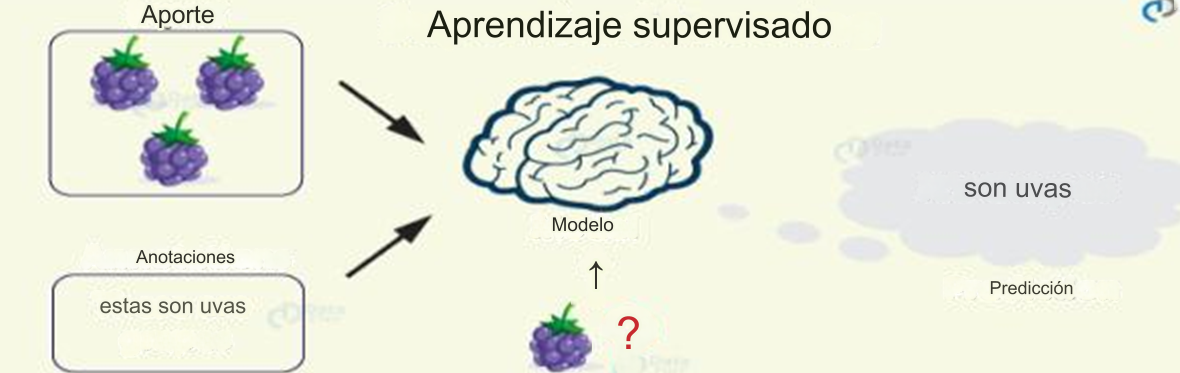 Aporte
Aprendizaje supervisado
Modelo
son uvas
Anotaciones
estas son uvas
Predicción
?